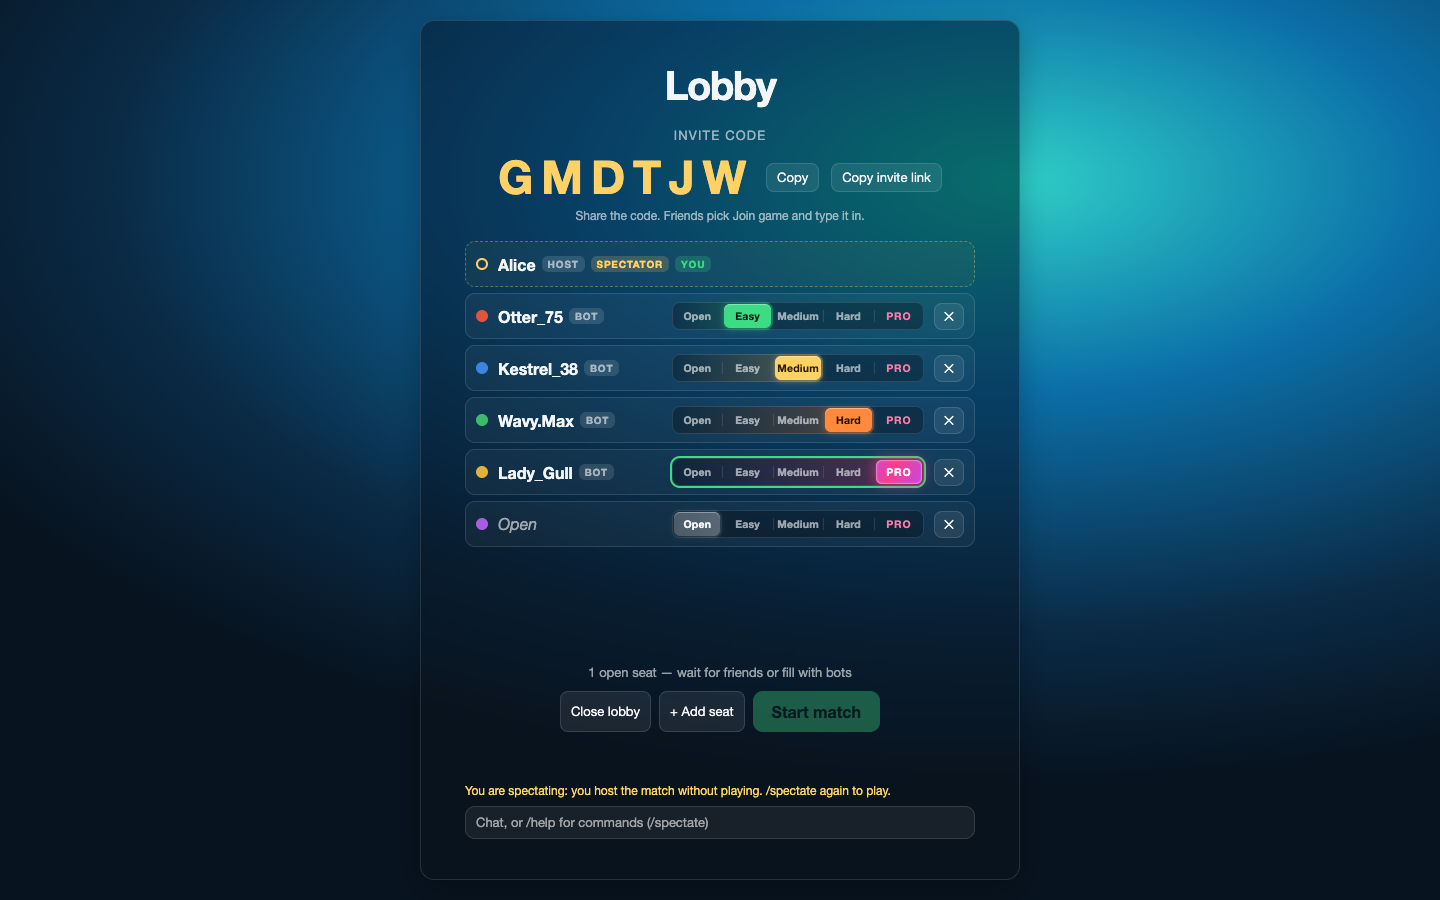 Lobby
INVITE CODE
GMDTJW Copy Copy invite link
Share the code. Friends pick Join game and type it in.
Alice HOST SPECTATOR YOU
Otter_75 BOT Open Easy Medium Hard PRO ✕
Kestrel_38 BOT Open Easy Medium Hard PRO ✕
Wavy.Max BOT Open Easy Medium Hard PRO ✕
Lady_Gull BOT Open Easy Medium Hard PRO ✕
Open Open Easy Medium Hard PRO ✕
1 open seat — wait for friends or fill with bots
Close lobby + Add seat Start match
You are spectating: you host the match without playing. /spectate again to play.
Chat, or /help for commands (/spectate)